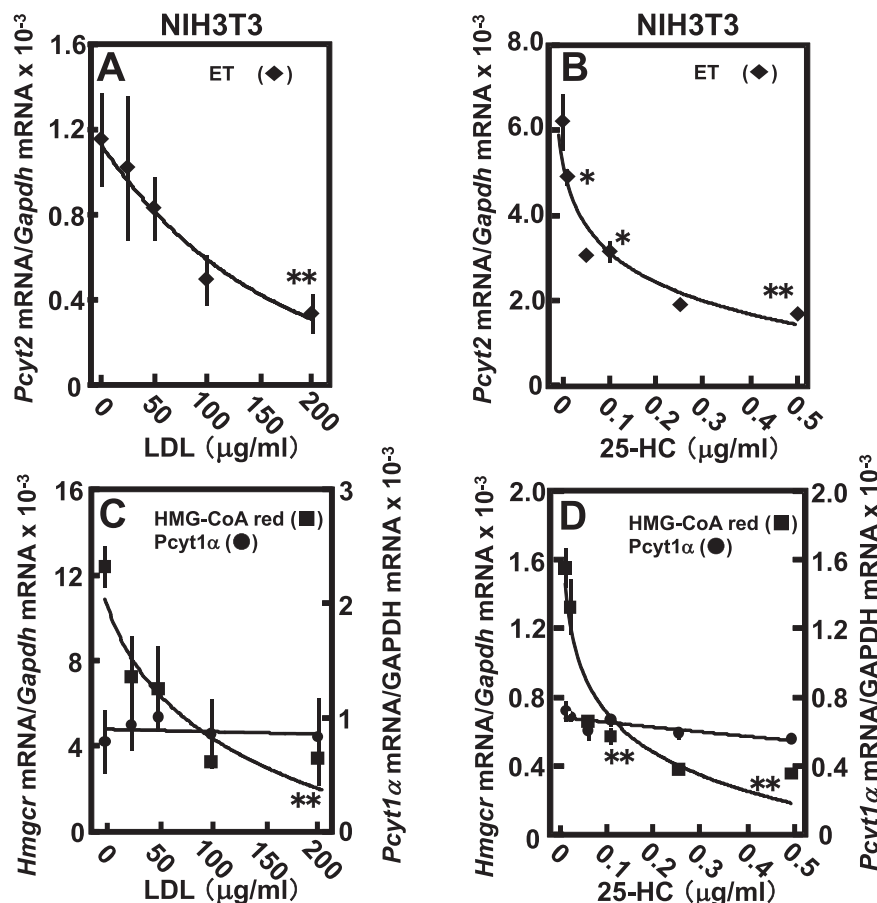 NIH3T3
A
ET (◆)
Pcyt2 mRNA/Gapdh mRNA x 10-3
1.6
1.2
0.8
0.4
0
**
0 50 100 150 200
LDL (µg/ml)
NIH3T3
B
ET (◆)
Pcyt2 mRNA/Gapdh mRNA x 10-3
8.0
6.0
4.0
2.0
0
*
*
**
0 0.1 0.2 0.3 0.4 0.5
25-HC (µg/ml)
C
HMG-CoA red (■)
Pcyt1α (●)
Hmgcr mRNA/Gapdh mRNA x 10-3
16
12
8
4
0
3
2
1
0
Pcyt1α mRNA/GAPDH mRNA x 10-3
**
0 50 100 150 200
LDL (µg/ml)
D
HMG-CoA red (■)
Pcyt1α (●)
Hmgcr mRNA/Gapdh mRNA x 10-3
2.0
1.6
1.2
0.8
0.4
0
2.0
1.6
1.2
0.8
0.4
0
Pcyt1α mRNA/GAPDH mRNA x 10-3
**
**
0 0.1 0.2 0.3 0.4 0.5
25-HC (µg/ml)